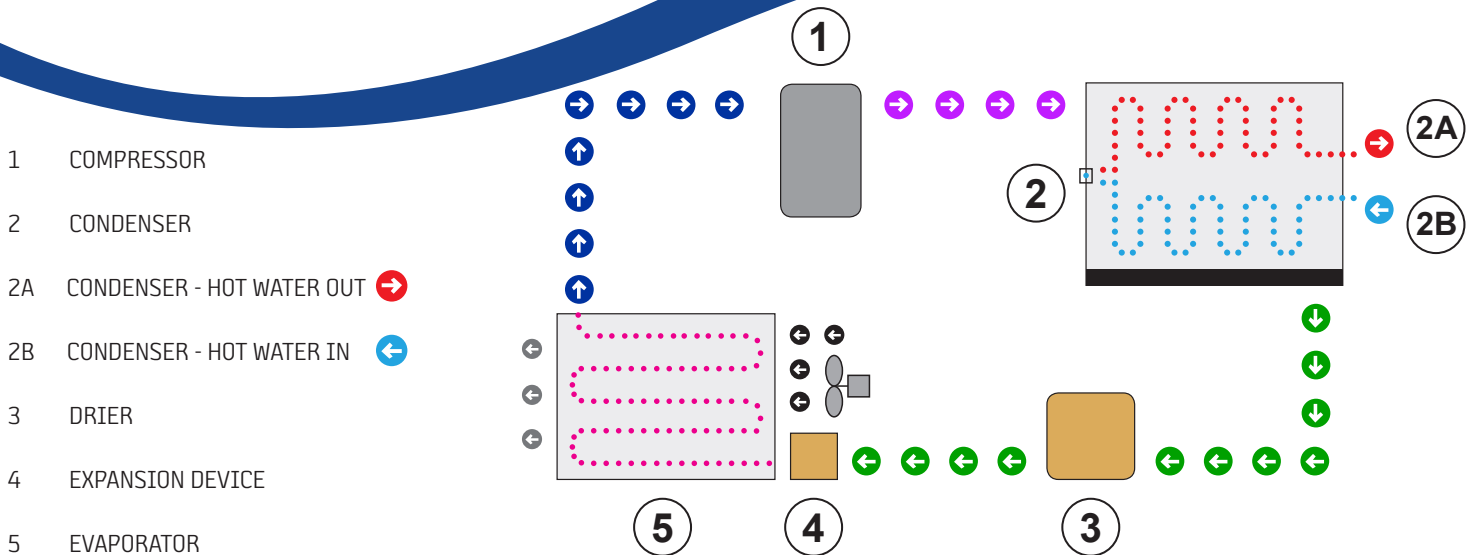 1
1 COMPRESSOR
2A
2 CONDENSER
2
2B
2A CONDENSER - HOT WATER OUT
2B CONDENSER - HOT WATER IN
3 DRIER
4 EXPANSION DEVICE
5 EVAPORATOR
5
4
3